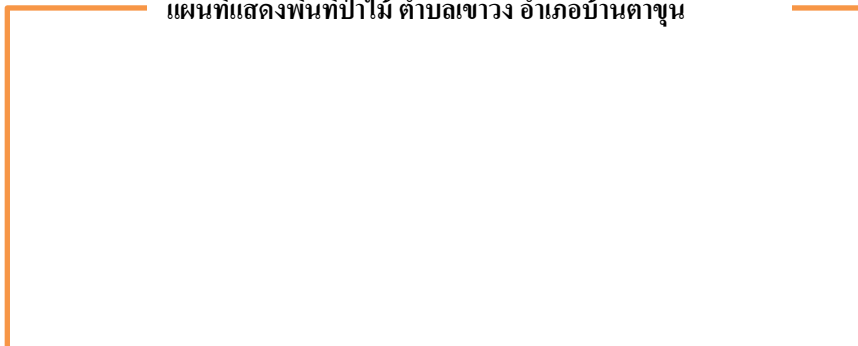 แผนที่แสดงพื้นที่ป่าไม้ ตำบลเขาวง อำเภอบ้านตาขุน